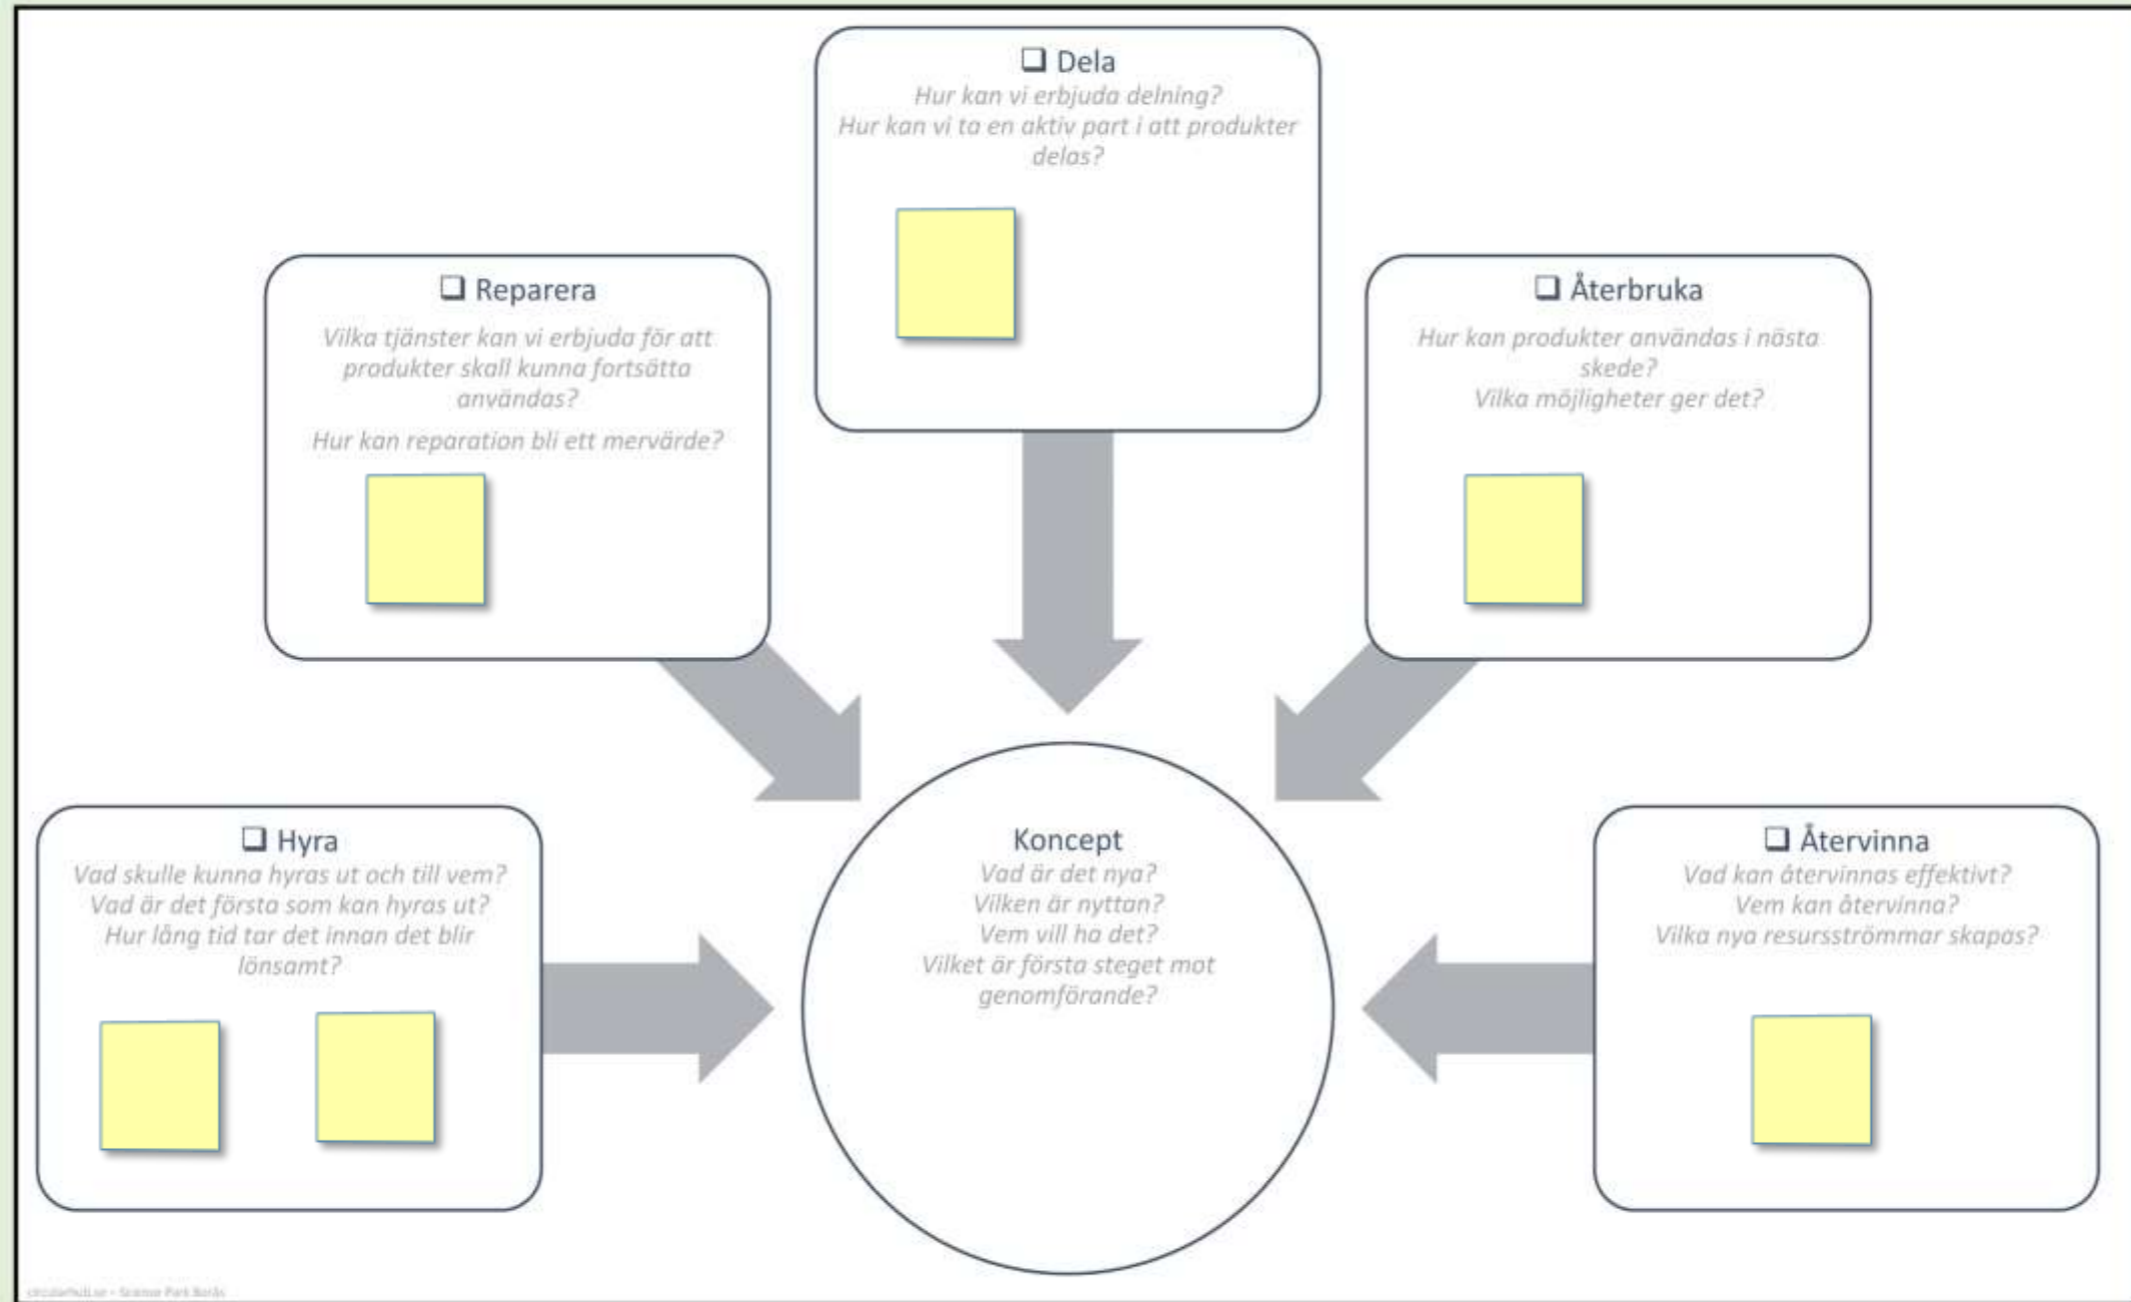 ❑ Dela
Hur kan vi erbjuda delning?
Hur kan vi ta en aktiv part i att produkter
delas?
❑ Reparera
Vilka tjänster kan vi erbjuda för att
produkter skall kunna fortsätta
användas?
Hur kan reparation bli ett mervärde?
❑ Återbruka
Hur kan produkter användas i nästa
skede?
Vilka möjligheter ger det?
❑ Hyra
Vad skulle kunna hyras ut och till vem?
Vad är det första som kan hyras ut?
Hur lång tid tar det innan det blir
lönsamt?
Koncept
Vad är det nya?
Vilken är nyttan?
Vem vill ha det?
Vilket är första steget mot
genomförande?
❑ Återvinna
Vad kan återvinnas effektivt?
Vem kan återvinna?
Vilka nya resursströmmar skapas?
circularhub.se – Science Park Borås